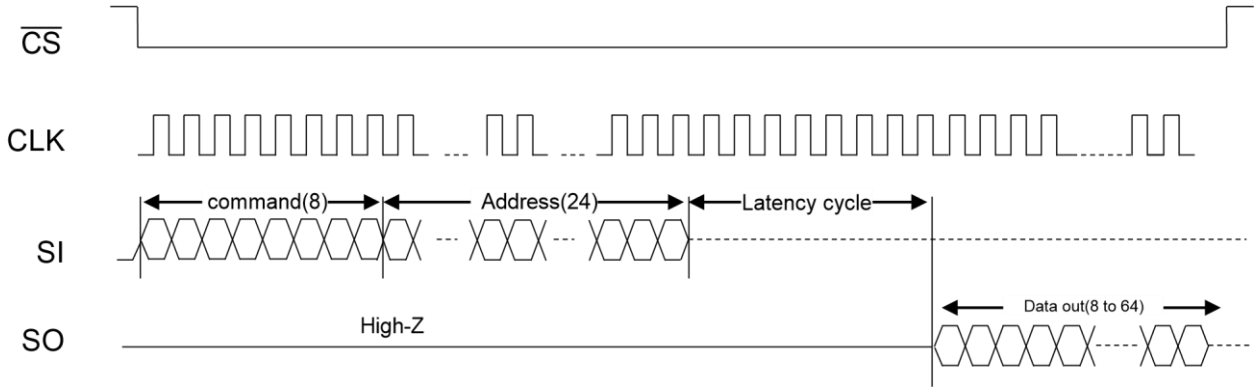 CS
CLK
command(8) Address(24) Latency cycle
SI
Data out(8 to 64)
High-Z
SO